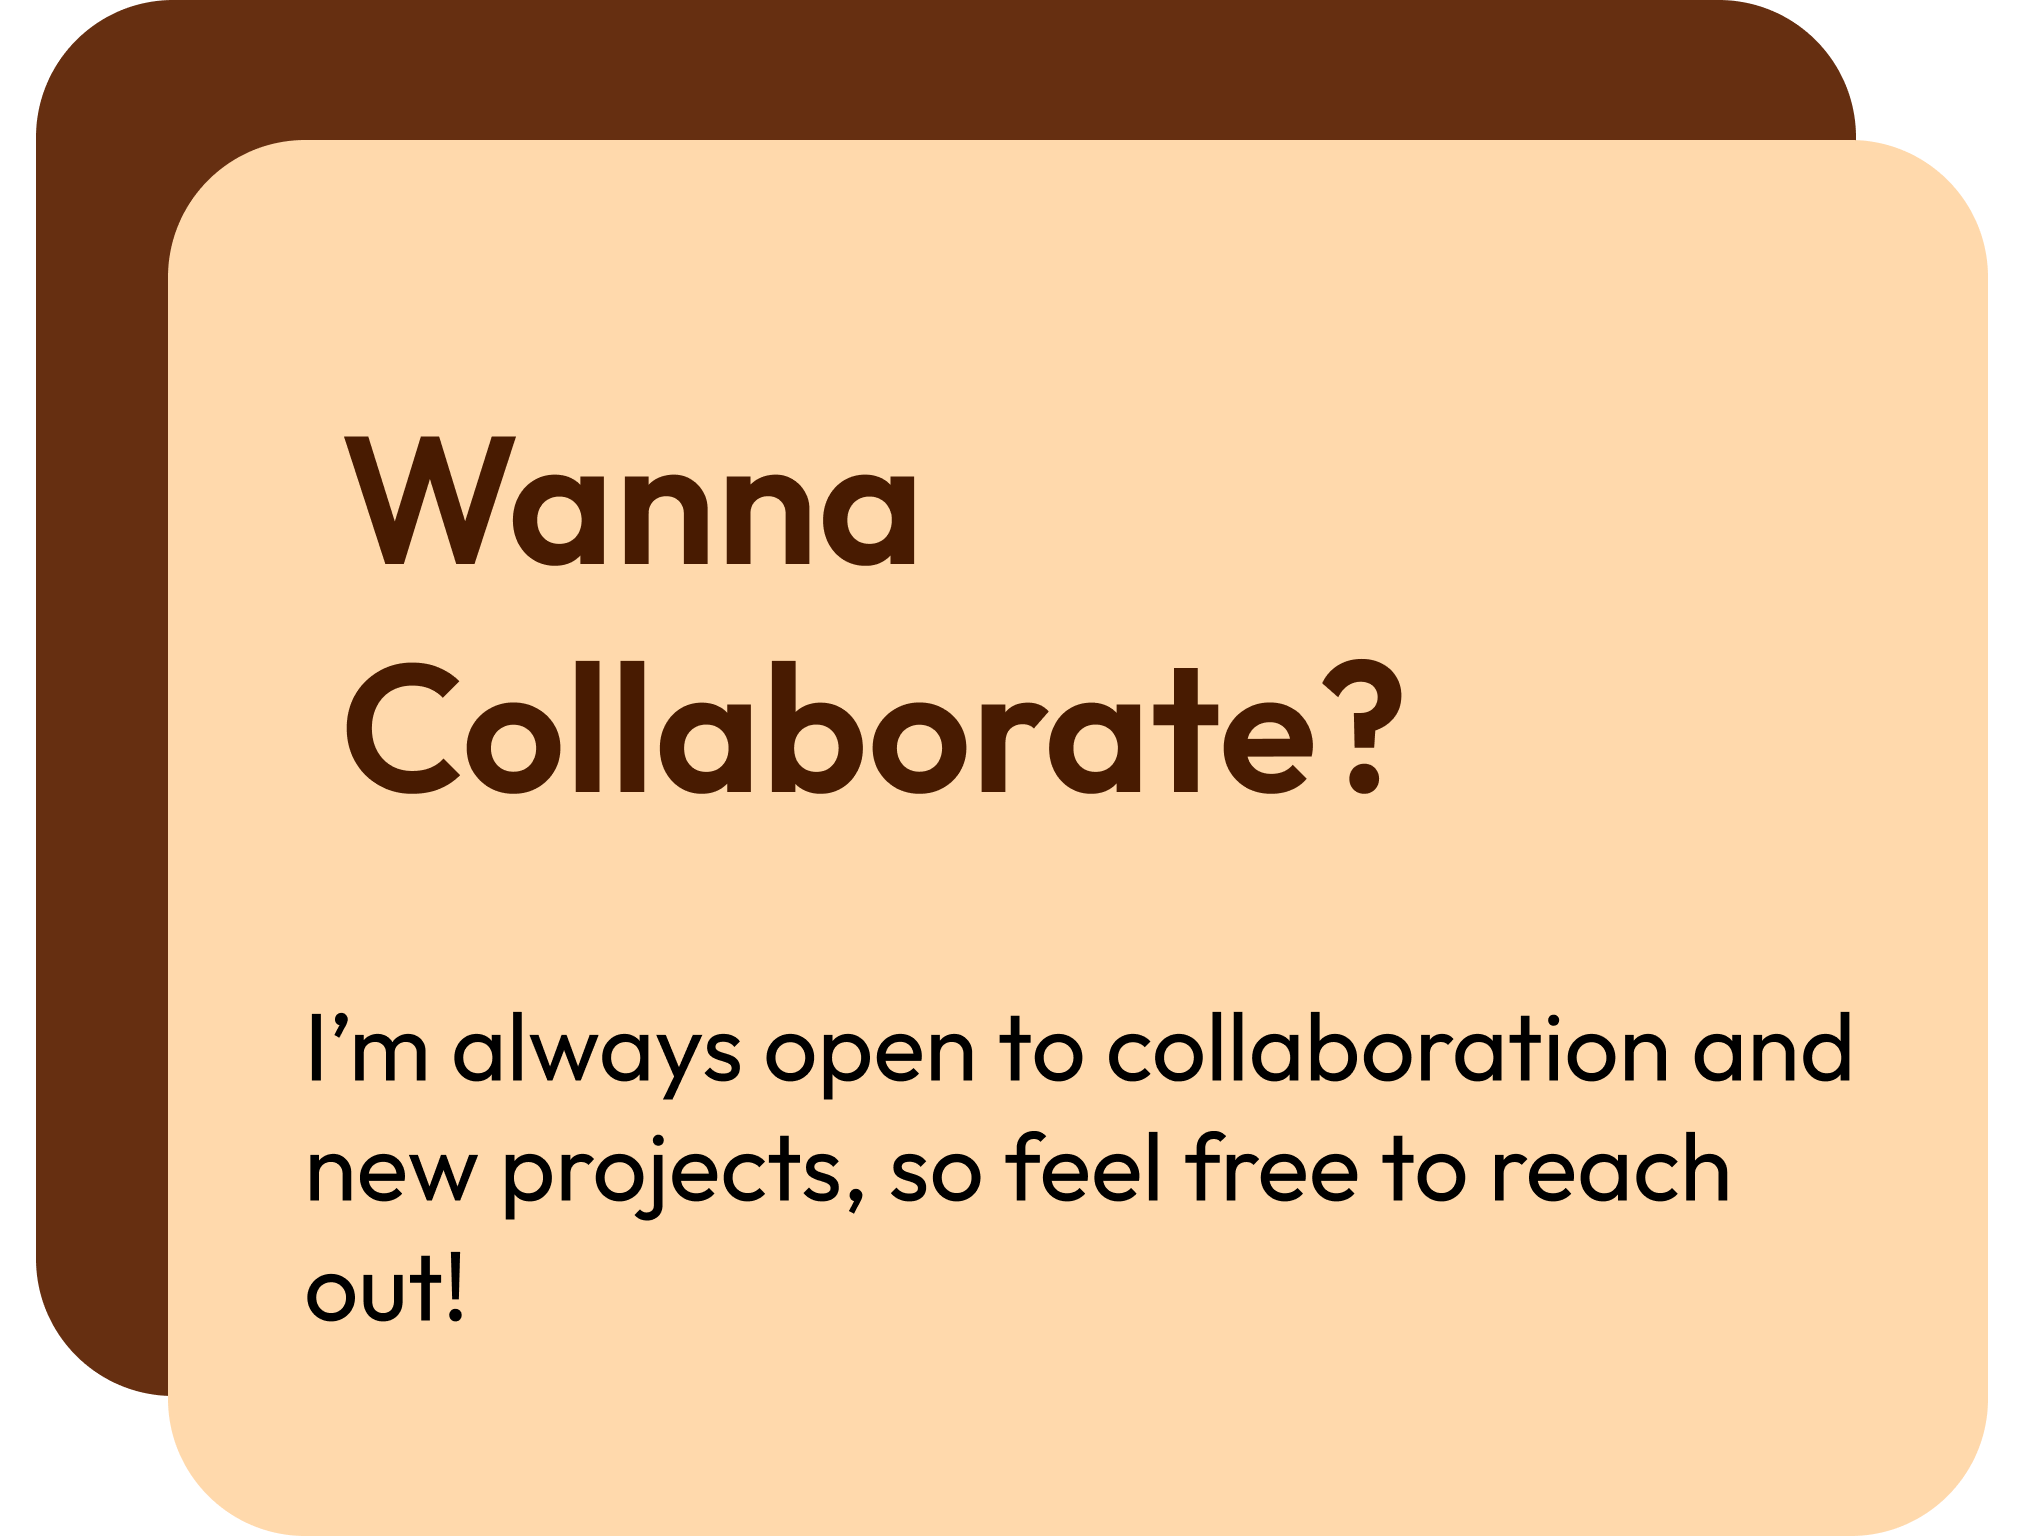 Wanna
Collaborate?
I’m always open to collaboration and
new projects, so feel free to reach
out!